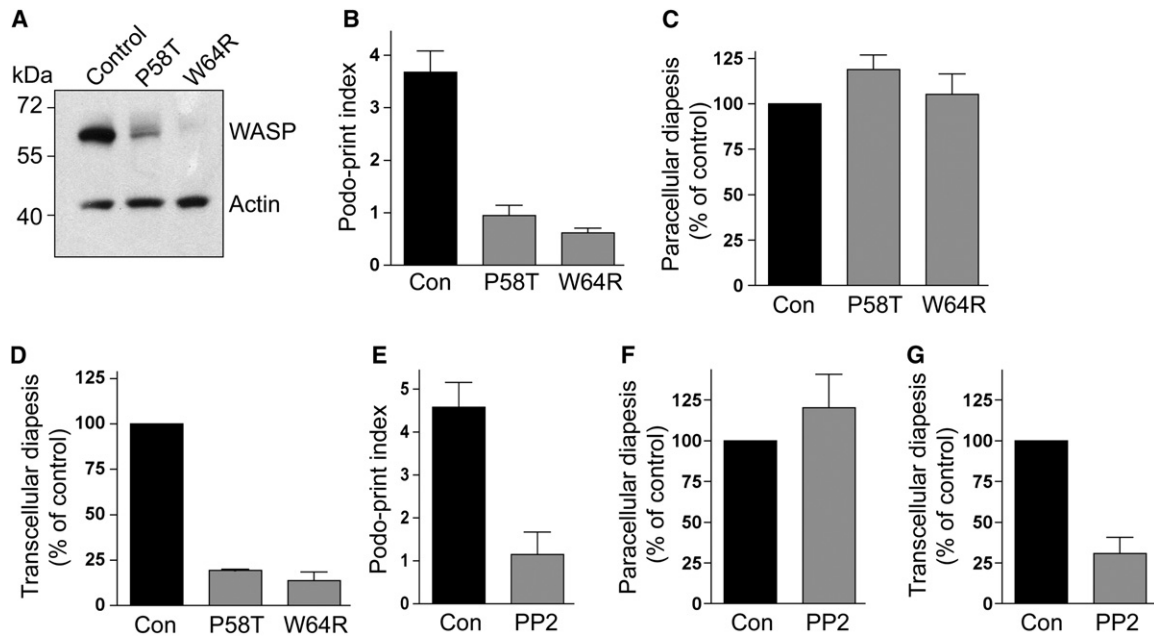 A
Control
P58T
W64R
kDa
72
55
40
WASP
Actin
B
Podo-print index
4
3
2
1
0
Con
P58T
W64R
C
Paracellular diapesis
(% of control)
125
100
75
50
25
0
Con
P58T
W64R
D
Transcellular diapesis
(% of control)
125
100
75
50
25
0
Con
P58T
W64R
E
Podo-print index
5
4
3
2
1
0
Con
PP2
F
Paracellular diapesis
(% of control)
125
100
75
50
25
0
Con
PP2
G
Transcellular diapesis
(% of control)
125
100
75
50
25
0
Con
PP2